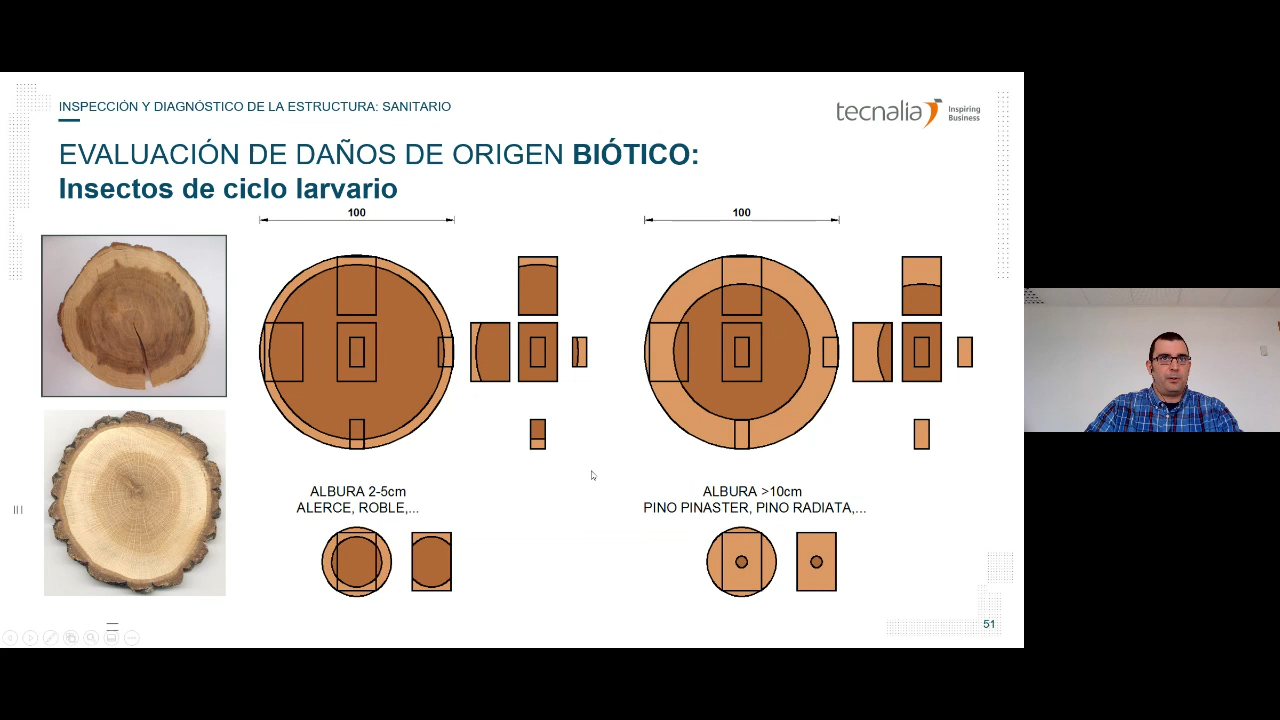 INSPECCIÓN Y DIAGNÓSTICO DE LA ESTRUCTURA: SANITARIO
tecnalia Inspiring Business
EVALUACIÓN DE DAÑOS DE ORIGEN BIÓTICO:
Insectos de ciclo larvario
100
100
ALBURA 2-5cm
ALERCE, ROBLE,...
ALBURA >10cm
PINO PINASTER, PINO RADIATA,...
51